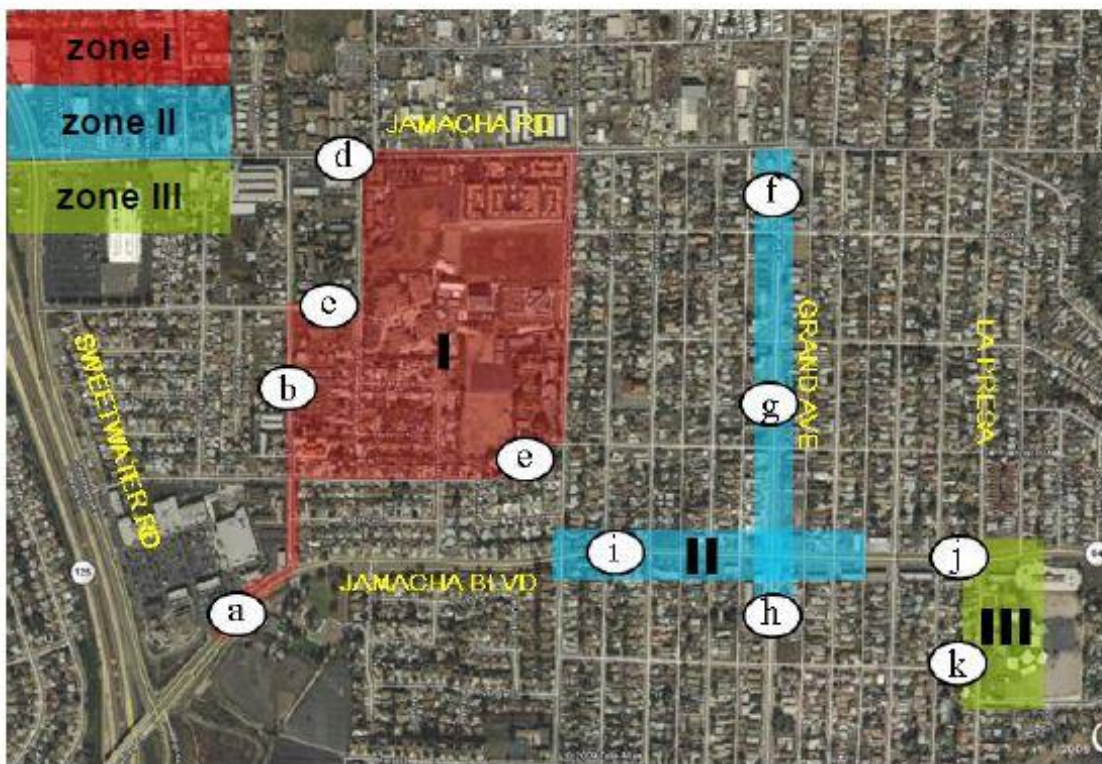 zone I
zone II
zone III
JAMACHA RD
d
f
c
I
SWEETWATER RD
b
g
GRAND AVE
LA PRESA
e
i
II
j
125
JAMACHA BLVD
a
h
III
k